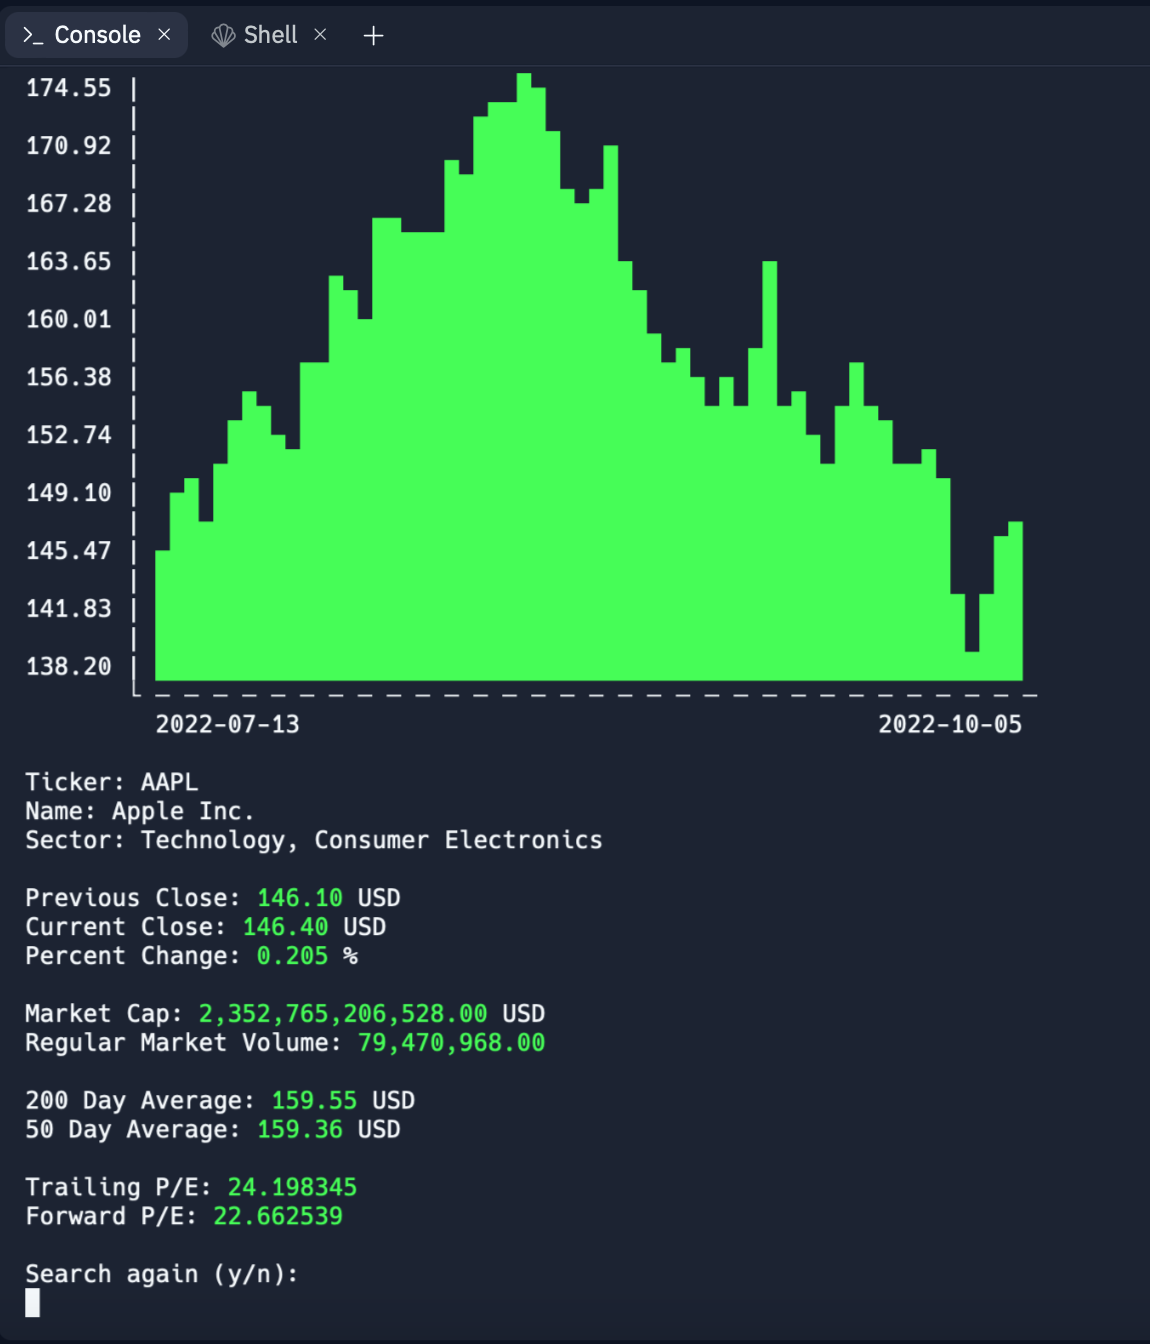 >_ Console × Shell × +
174.55
170.92
167.28
163.65
160.01
156.38
152.74
149.10
145.47
141.83
138.20
2022-07-13 2022-10-05
Ticker: AAPL
Name: Apple Inc.
Sector: Technology, Consumer Electronics
Previous Close: 146.10 USD
Current Close: 146.40 USD
Percent Change: 0.205 %
Market Cap: 2,352,765,206,528.00 USD
Regular Market Volume: 79,470,968.00
200 Day Average: 159.55 USD
50 Day Average: 159.36 USD
Trailing P/E: 24.198345
Forward P/E: 22.662539
Search again (y/n):